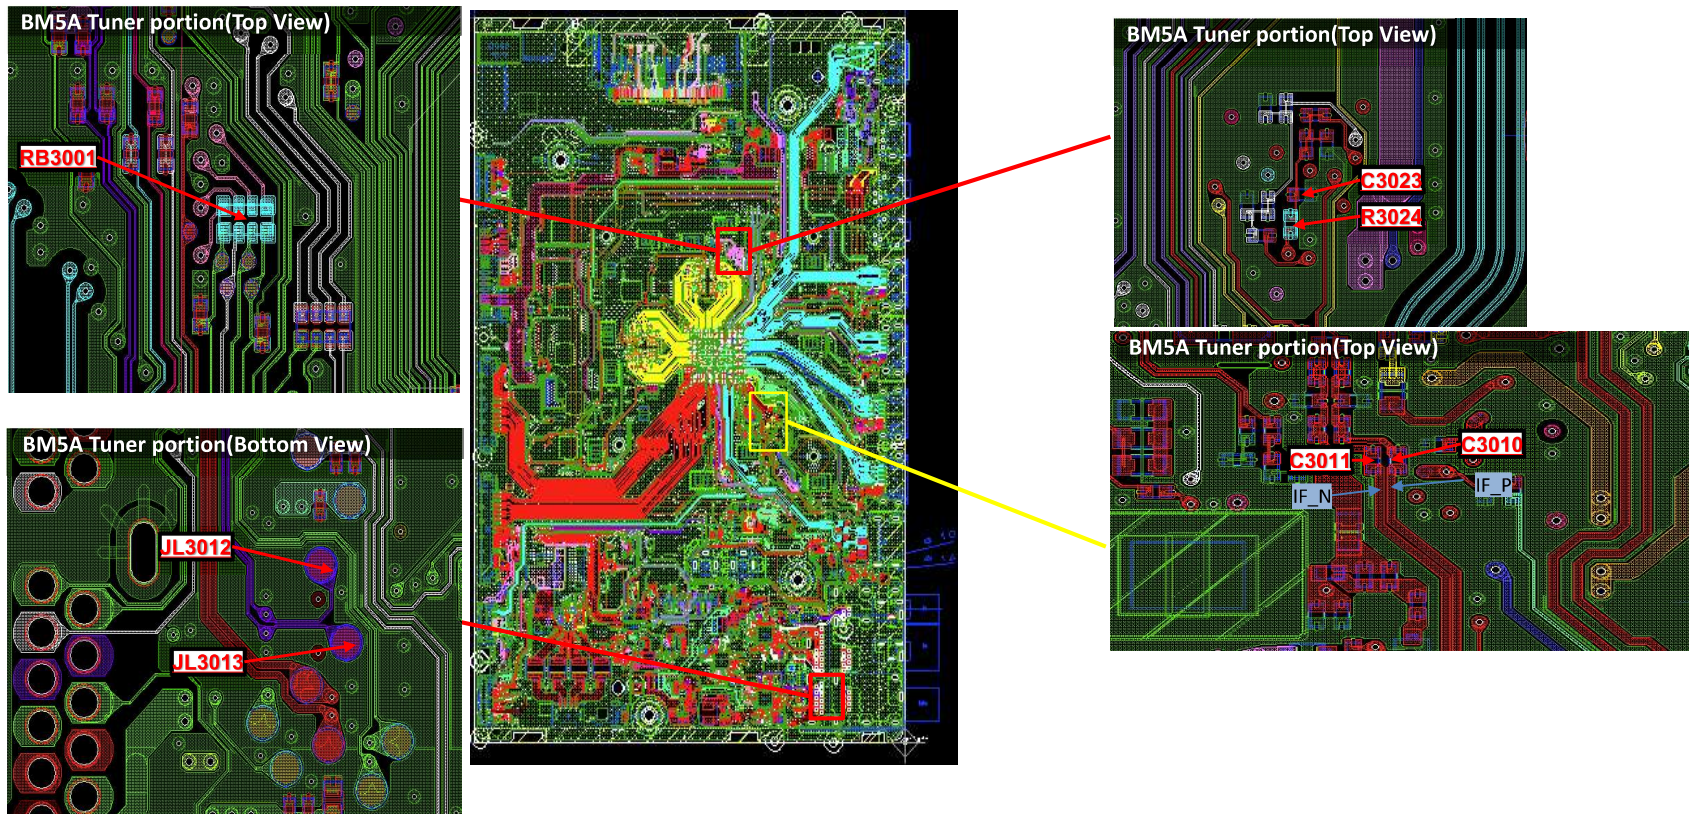 BM5A Tuner portion(Top View)
RB3001
BM5A Tuner portion(Bottom View)
JL3012
JL3013
BM5A Tuner portion(Top View)
C3023
R3024
BM5A Tuner portion(Top View)
C3010
C3011
IF_P
IF_N